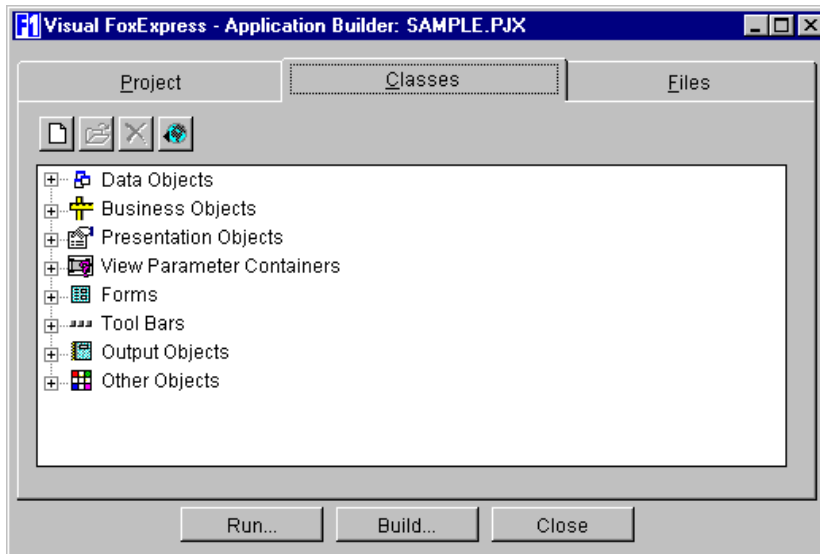 F1 Visual FoxExpress - Application Builder: SAMPLE.PJX
Project Classes Files
Data Objects
Business Objects
Presentation Objects
View Parameter Containers
Forms
Tool Bars
Output Objects
Other Objects
Run... Build... Close